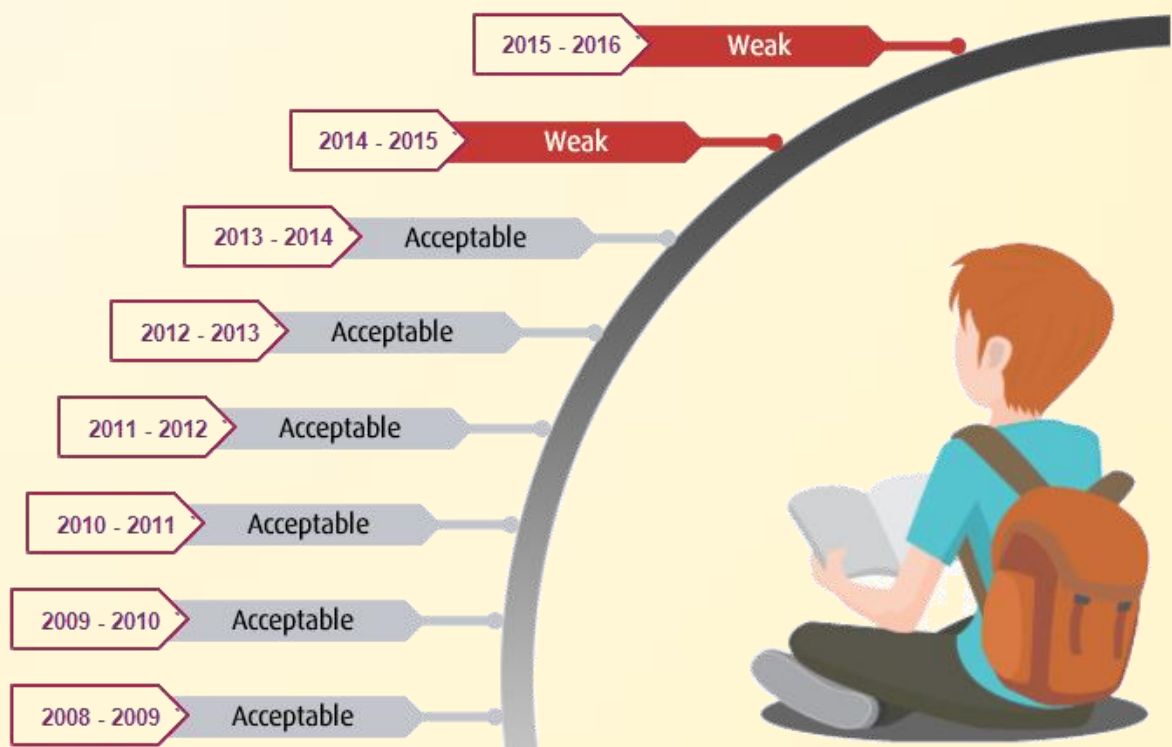 2015 - 2016 Weak
2014 - 2015 Weak
2013 - 2014 Acceptable
2012 - 2013 Acceptable
2011 - 2012 Acceptable
2010 - 2011 Acceptable
2009 - 2010 Acceptable
2008 - 2009 Acceptable